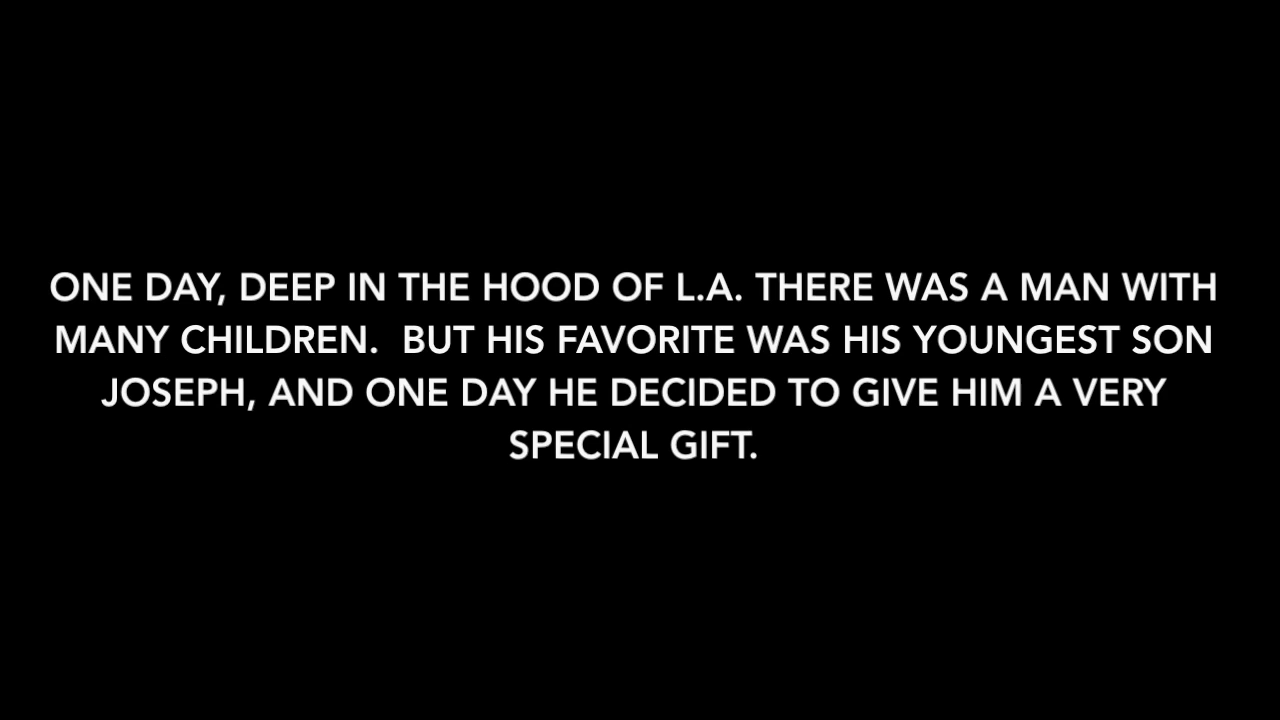 ONE DAY, DEEP IN THE HOOD OF L.A. THERE WAS A MAN WITH
MANY CHILDREN.  BUT HIS FAVORITE WAS HIS YOUNGEST SON
JOSEPH, AND ONE DAY HE DECIDED TO GIVE HIM A VERY
SPECIAL GIFT.